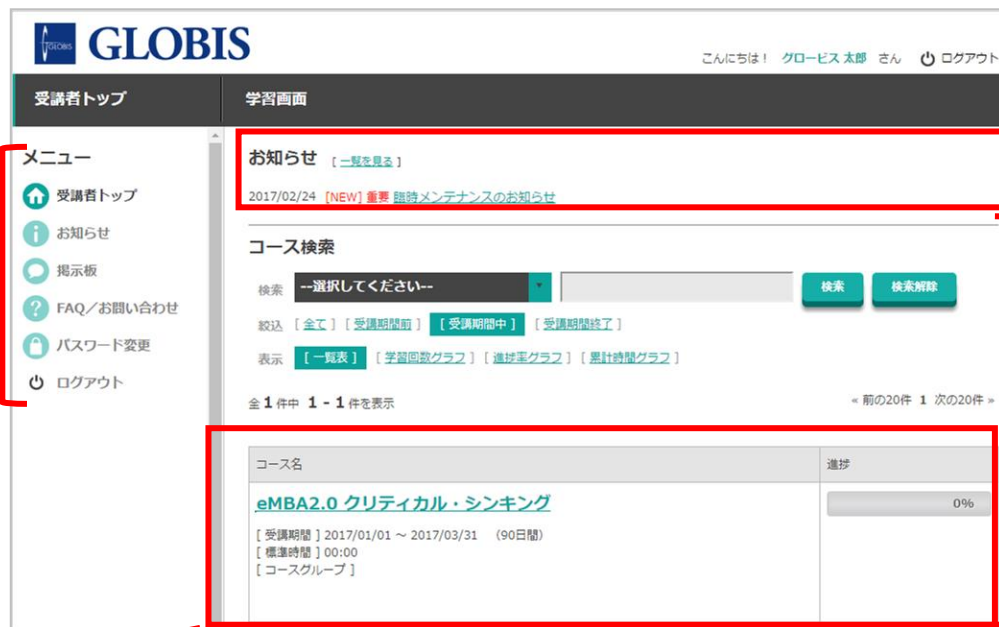 GLOBIS GLOBIS
こんにちは！ グロービス 太郎 さん ログアウト
受講者トップ 学習画面
メニュー
受講者トップ
お知らせ
掲示板
FAQ／お問い合わせ
パスワード変更
ログアウト
お知らせ [ 一覧を見る ]
2017/02/24 [NEW] 重要 臨時メンテナンスのお知らせ
コース検索
検索 --選択してください-- 検索 検索解除
絞込 [ 全て ] [ 受講期間前 ] [ 受講期間中 ] [ 受講期間終了 ]
表示 [ 一覧表 ] [ 学習回数グラフ ] [ 進捗率グラフ ] [ 累計時間グラフ ]
全 1 件中 1 - 1 件を表示 « 前の20件 1 次の20件 »
コース名 進捗
eMBA2.0 クリティカル・シンキング 0%
[ 受講期間 ] 2017/01/01 ～ 2017/03/31 （90日間）
[ 標準時間 ] 00:00
[ コースグループ ]